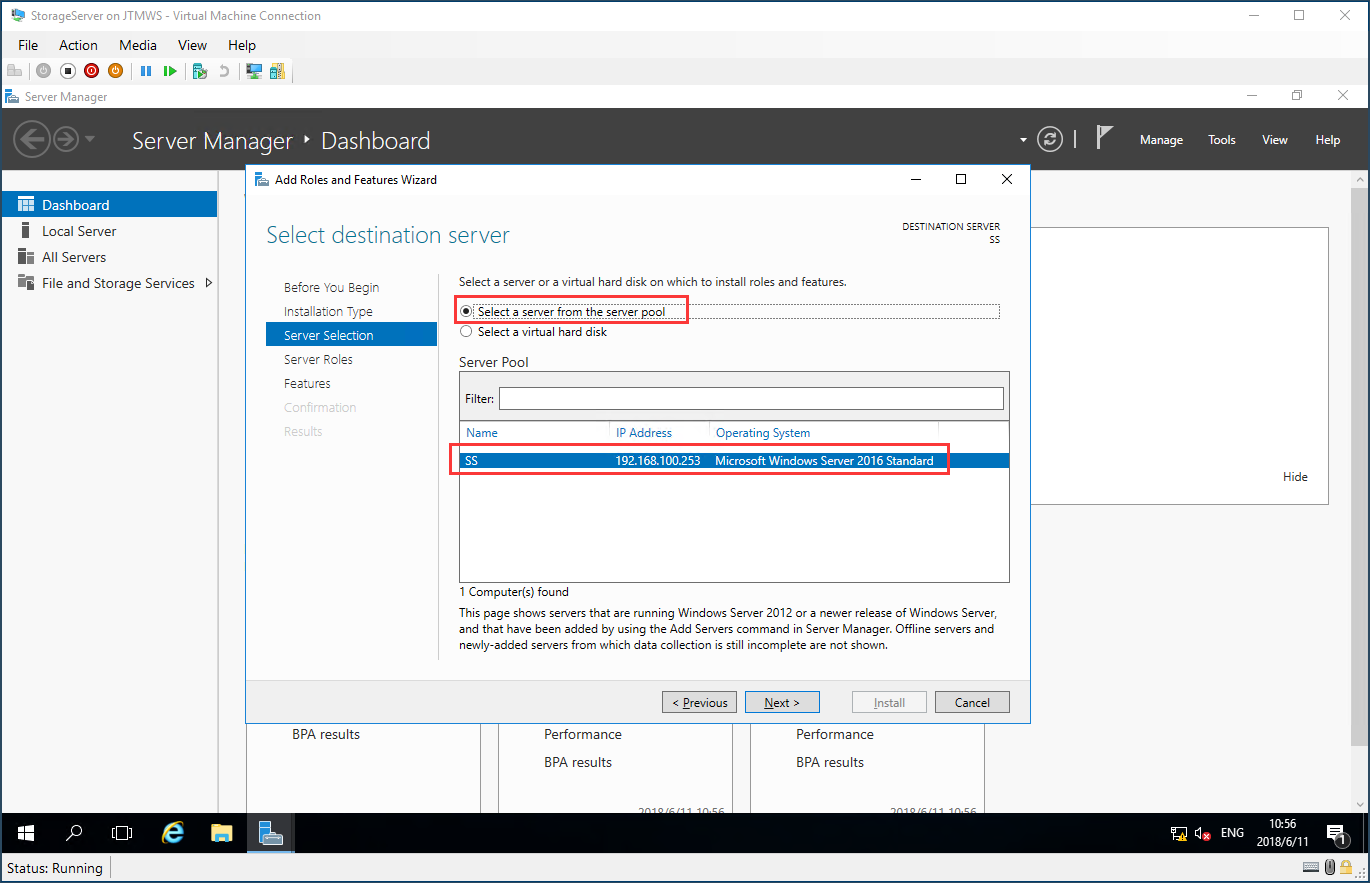 StorageServer on JTMWS - Virtual Machine Connection
File Action Media View Help
Server Manager
Server Manager Dashboard
Manage Tools View Help
Dashboard
Local Server
All Servers
File and Storage Services
Add Roles and Features Wizard
Select destination server
DESTINATION SERVER
SS
Before You Begin
Installation Type
Server Selection
Server Roles
Features
Confirmation
Results
Select a server or a virtual hard disk on which to install roles and features.
Select a server from the server pool
Select a virtual hard disk
Server Pool
Filter:
Name IP Address Operating System
SS 192.168.100.253 Microsoft Windows Server 2016 Standard
1 Computer(s) found
This page shows servers that are running Windows Server 2012 or a newer release of Windows Server,
and that have been added by using the Add Servers command in Server Manager. Offline servers and
newly-added servers from which data collection is still incomplete are not shown.
< Previous Next > Install Cancel
Hide
BPA results
Performance
BPA results
2018/6/11 10:56
Performance
BPA results
2018/6/11 10:56
ENG
10:56
2018/6/11
1
Status: Running